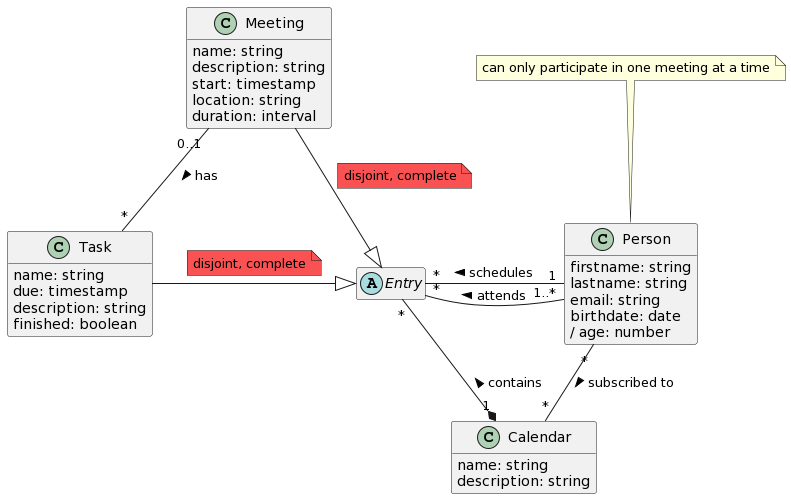 C Meeting
name: string
description: string
start: timestamp
location: string
duration: interval
can only participate in one meeting at a time
0..1
has
*
disjoint, complete
C Task
name: string
due: timestamp
description: string
finished: boolean
disjoint, complete
A Entry
* schedules 1
* attends 1..*
C Person
firstname: string
lastname: string
email: string
birthdate: date
/ age: number
*
contains
1
*
subscribed to
*
C Calendar
name: string
description: string